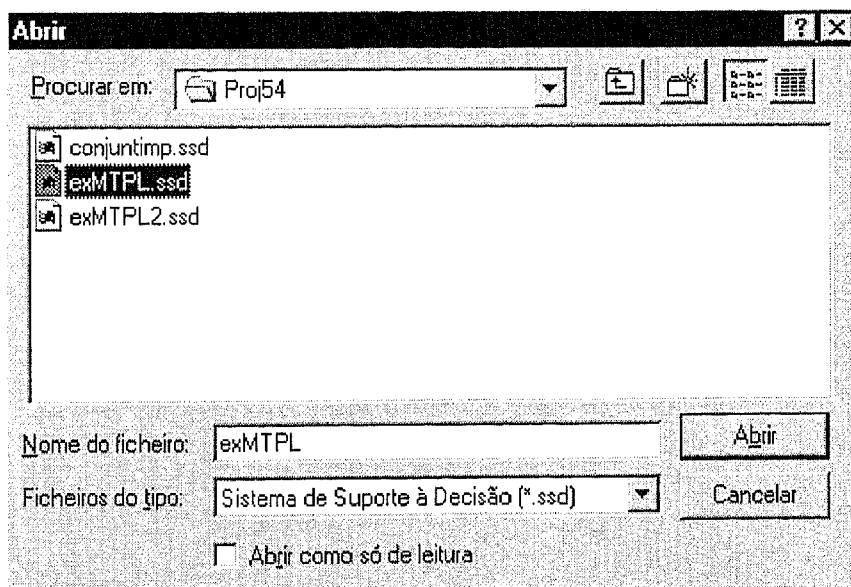 Abrir
Procurar em: Proj54
conjuntimp.ssd
exMTPL.ssd
exMTPL2.ssd
Nome do ficheiro: exMTPL Abrir
Ficheiros do tipo: Sistema de Suporte à Decisão (*.ssd) Cancelar
Abrir como só de leitura